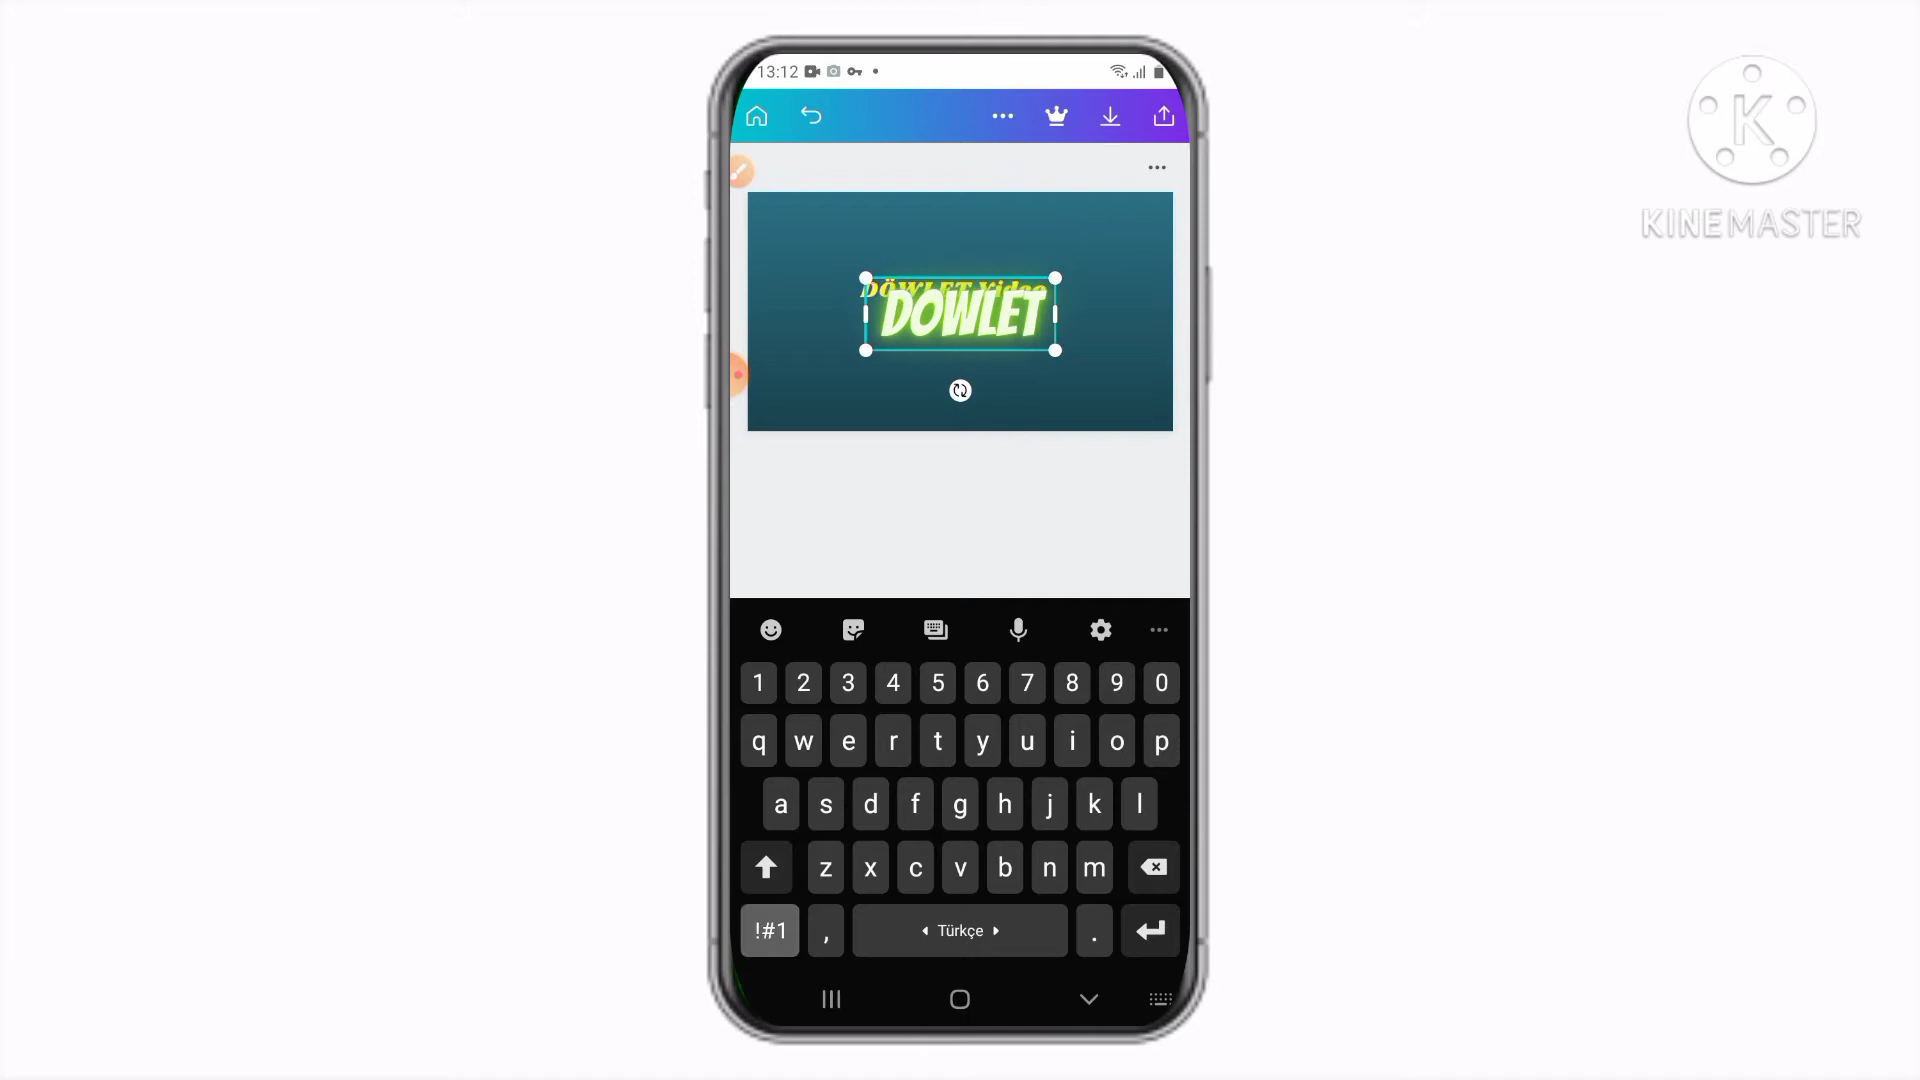 13:12
K
KINEMASTER
DÖWLET Video
DOWLET
1 2 3 4 5 6 7 8 9 0
q w e r t y u i o p
a s d f g h j k l
z x c v b n m
!#1 , Türkçe .